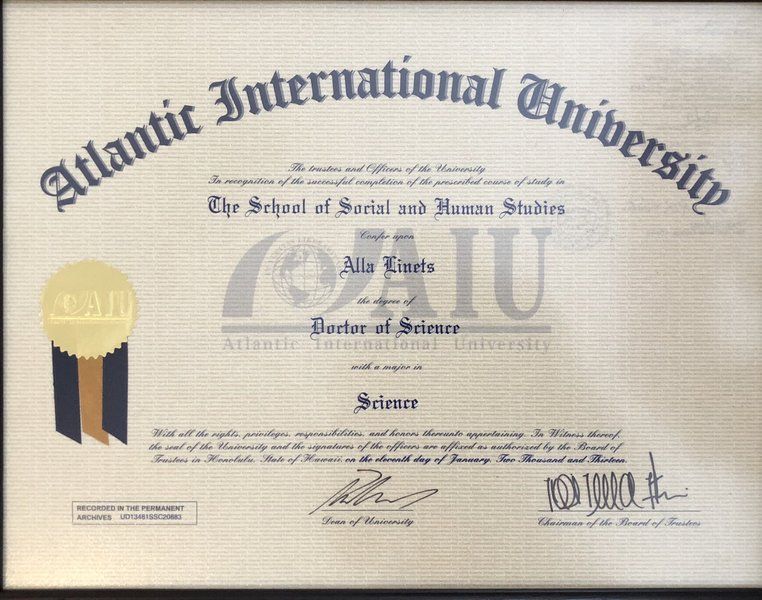 Atlantic International University
The trustees and Officers of the University
In recognition of the successful completion of the prescribed course of study in
The School of Social and Human Studies
Confer upon
Alla Linets
the degree of
Doctor of Science
with a major in
Science
With all the rights, privileges, responsibilities, and honors thereunto appertaining. In Witness thereof,
the seal of the University and the signatures of the officers are affixed as authorized by the Board of
Trustees in Honolulu, State of Hawaii, on the eleventh day of January, Two Thousand and Thirteen.
AIU
Atlantic International University
AIU
RECORDED IN THE PERMANENT
ARCHIVES UD13461SSC20883
Dean of University
Chairman of the Board of Trustees